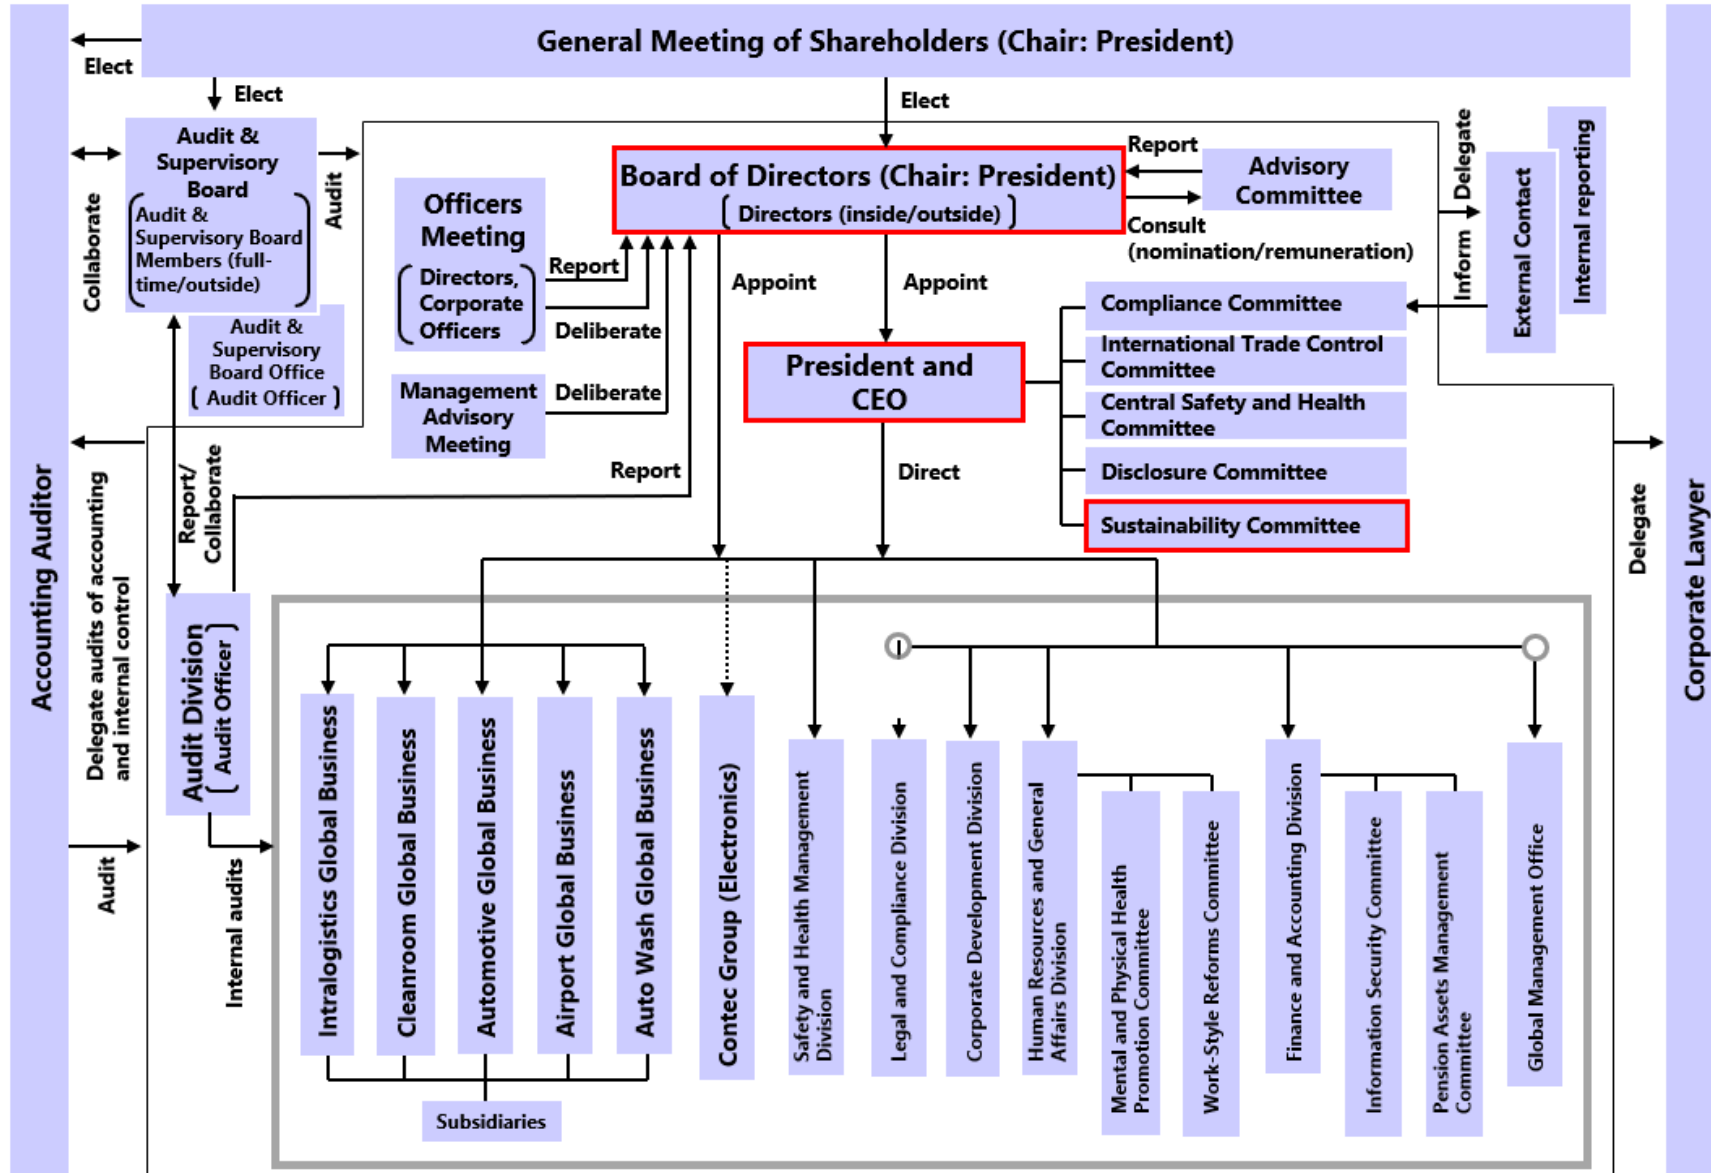 General Meeting of Shareholders (Chair: President)
Elect
Elect
Elect
Accounting Auditor
Corporate Lawyer
Audit &
Supervisory
Board
Audit &
Supervisory Board
Members (full-
time/outside)
Collaborate
Audit
Audit &
Supervisory
Board Office
Audit Officer
Officers
Meeting
Directors,
Corporate
Officers
Report
Deliberate
Management
Advisory
Meeting
Deliberate
Report
Board of Directors (Chair: President)
Directors (inside/outside)
Report
Advisory
Committee
Consult
(nomination/remuneration)
Appoint
Appoint
President and
CEO
Direct
Compliance Committee
International Trade Control
Committee
Central Safety and Health
Committee
Disclosure Committee
Sustainability Committee
Delegate
Inform
External Contact
Internal reporting
Delegate
Report/
Collaborate
Delegate audits of accounting
and internal control
Audit
Audit Division
Audit Officer
Internal audits
Intralogistics Global Business
Cleanroom Global Business
Automotive Global Business
Airport Global Business
Auto Wash Global Business
Subsidiaries
Contec Group (Electronics)
Safety and Health Management
Division
Legal and Compliance Division
Corporate Development Division
Human Resources and General
Affairs Division
Mental and Physical Health
Promotion Committee
Work-Style Reforms Committee
Finance and Accounting Division
Information Security Committee
Pension Assets Management
Committee
Global Management Office